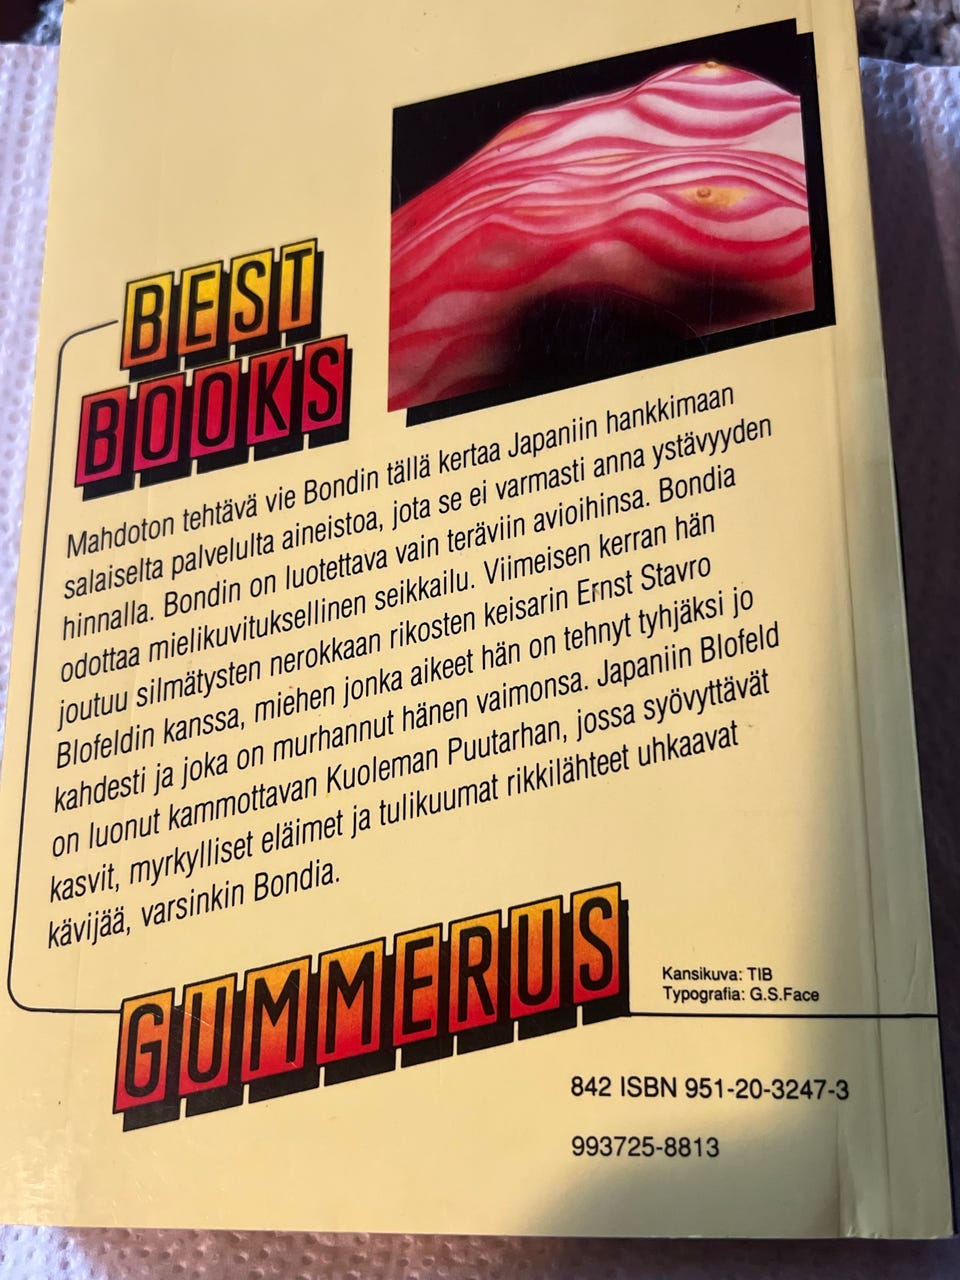 BEST
BOOKS
Mahdoton tehtävä vie Bondin tällä kertaa Japaniin hankkimaan
salaiselta palvelulta aineistoa, jota se ei varmasti anna ystävyyden
hinnalla. Bondin on luotettava vain teräviin avioihinsa. Bondia
odottaa mielikuvituksellinen seikkailu. Viimeisen kerran hän
joutuu silmätysten nerokkaan rikosten keisarin Ernst Stavro
Blofeldin kanssa, miehen jonka aikeet hän on tehnyt tyhjäksi jo
kahdesti ja joka on murhannut hänen vaimonsa. Japaniin Blofeld
on luonut kammottavan Kuoleman Puutarhan, jossa syövyttävät
kasvit, myrkylliset eläimet ja tulikuumat rikkilähteet uhkaavat
kävijää, varsinkin Bondia.
GUMMERUS
Kansikuva: TIB
Typografia: G.S.Face
842 ISBN 951-20-3247-3
993725-8813